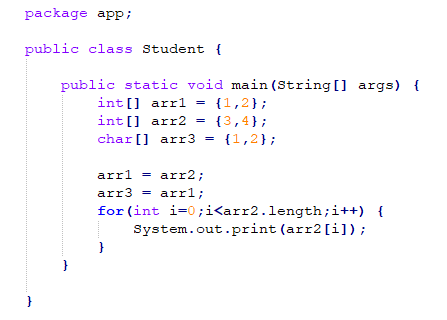 package app;
public class Student {
public static void main(String[] args) {
int[] arr1 = {1,2};
int[] arr2 = {3,4};
char[] arr3 = {1,2};
arr1 = arr2;
arr3 = arr1;
for(int i=0;i<arr2.length;i++) {
System.out.print(arr2[i]);
}
}
}